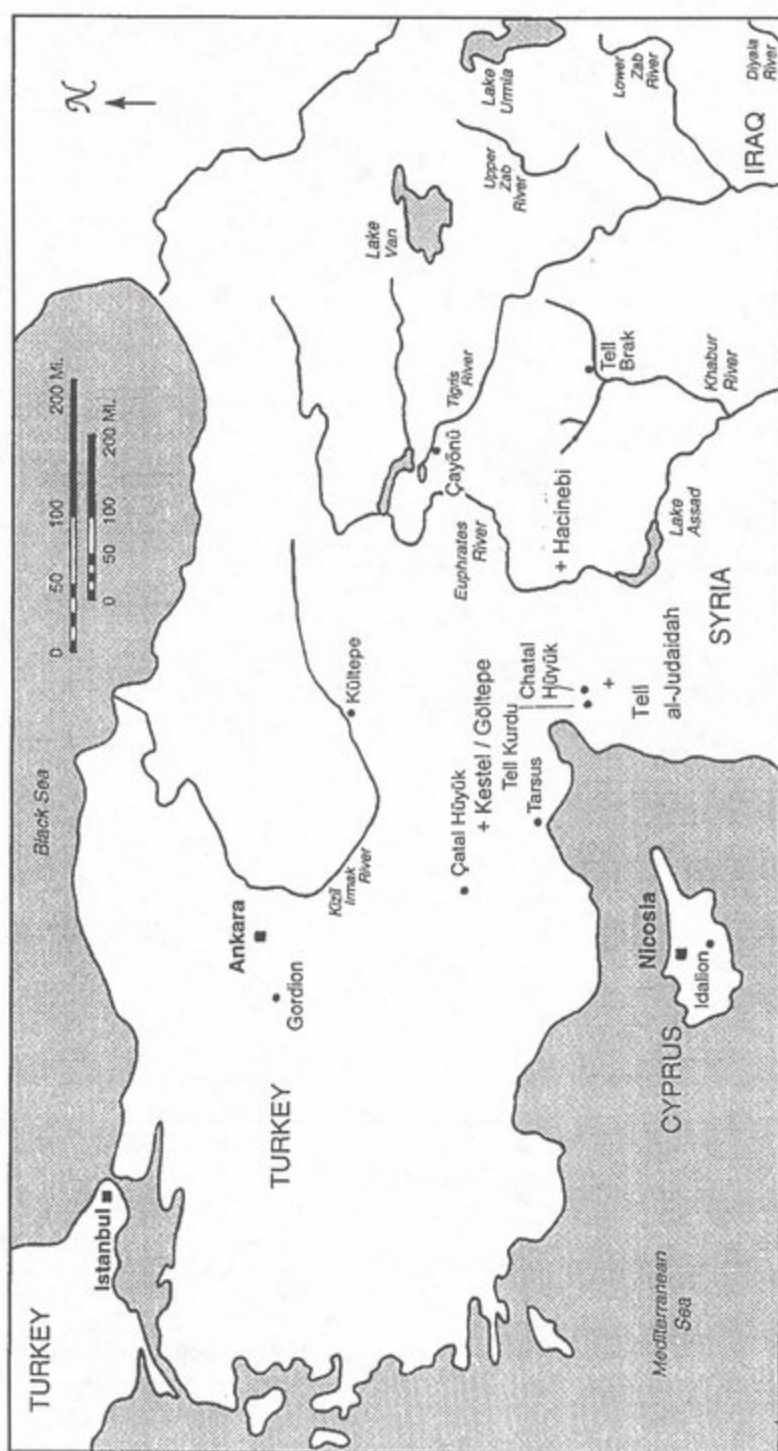 TURKEY
Istanbul
Black Sea
0 50 100 200 Mi.
0 50 100 200 Mi.
N
TURKEY
Gordion
Ankara
Kizil
Irmak
River
Kültepe
Lake
Van
Lake
Urmia
Upper
Zab
River
Lower
Zab
River
Diyala
River
IRAQ
Tigris
River
Çayönü
Euphrates
River
+ Hacinebi
Tell
Brak
Khabur
River
Lake
Assad
Çatal Hüyük
+ Kestel / Göltepe
Tell Kurdu
Chatal
Hüyük
Tarsus
+
Tell
al-Judaidah
SYRIA
Mediterranean
Sea
CYPRUS
Nicosia
Idalion